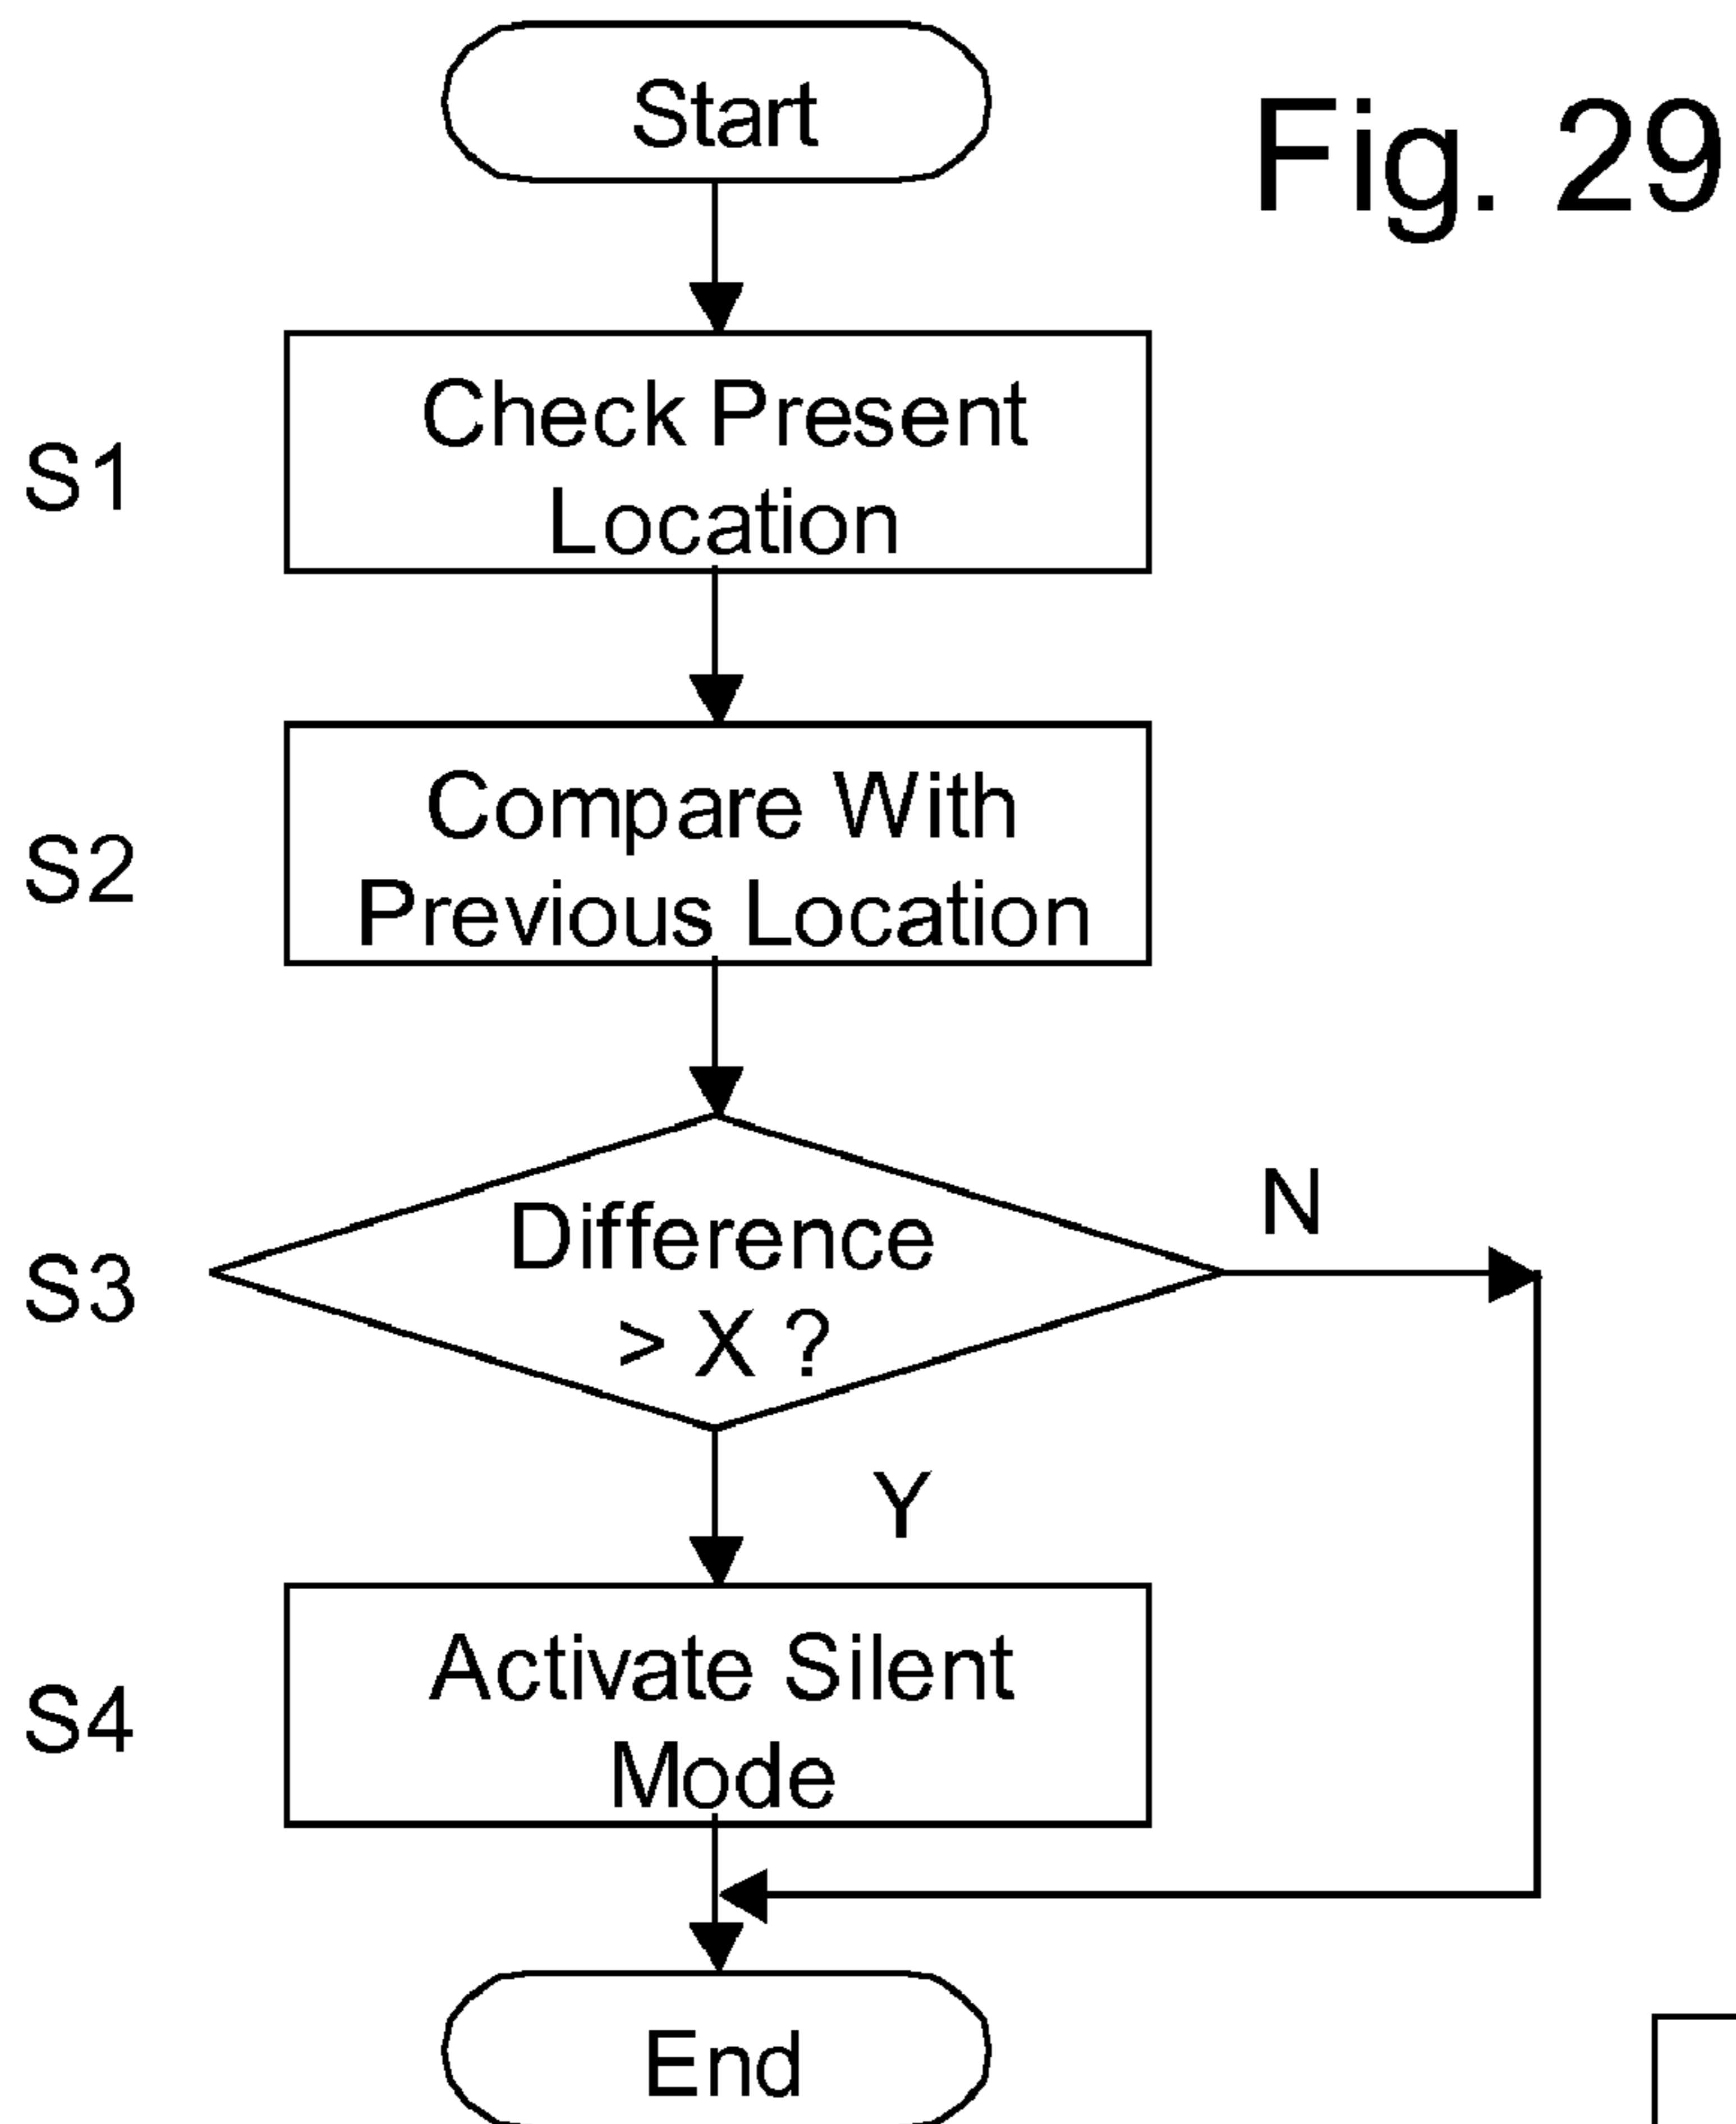 Start
Fig. 29
S1
Check Present
Location
S2
Compare With
Previous Location
S3
Difference
> X ?
N
Y
S4
Activate Silent
Mode
End